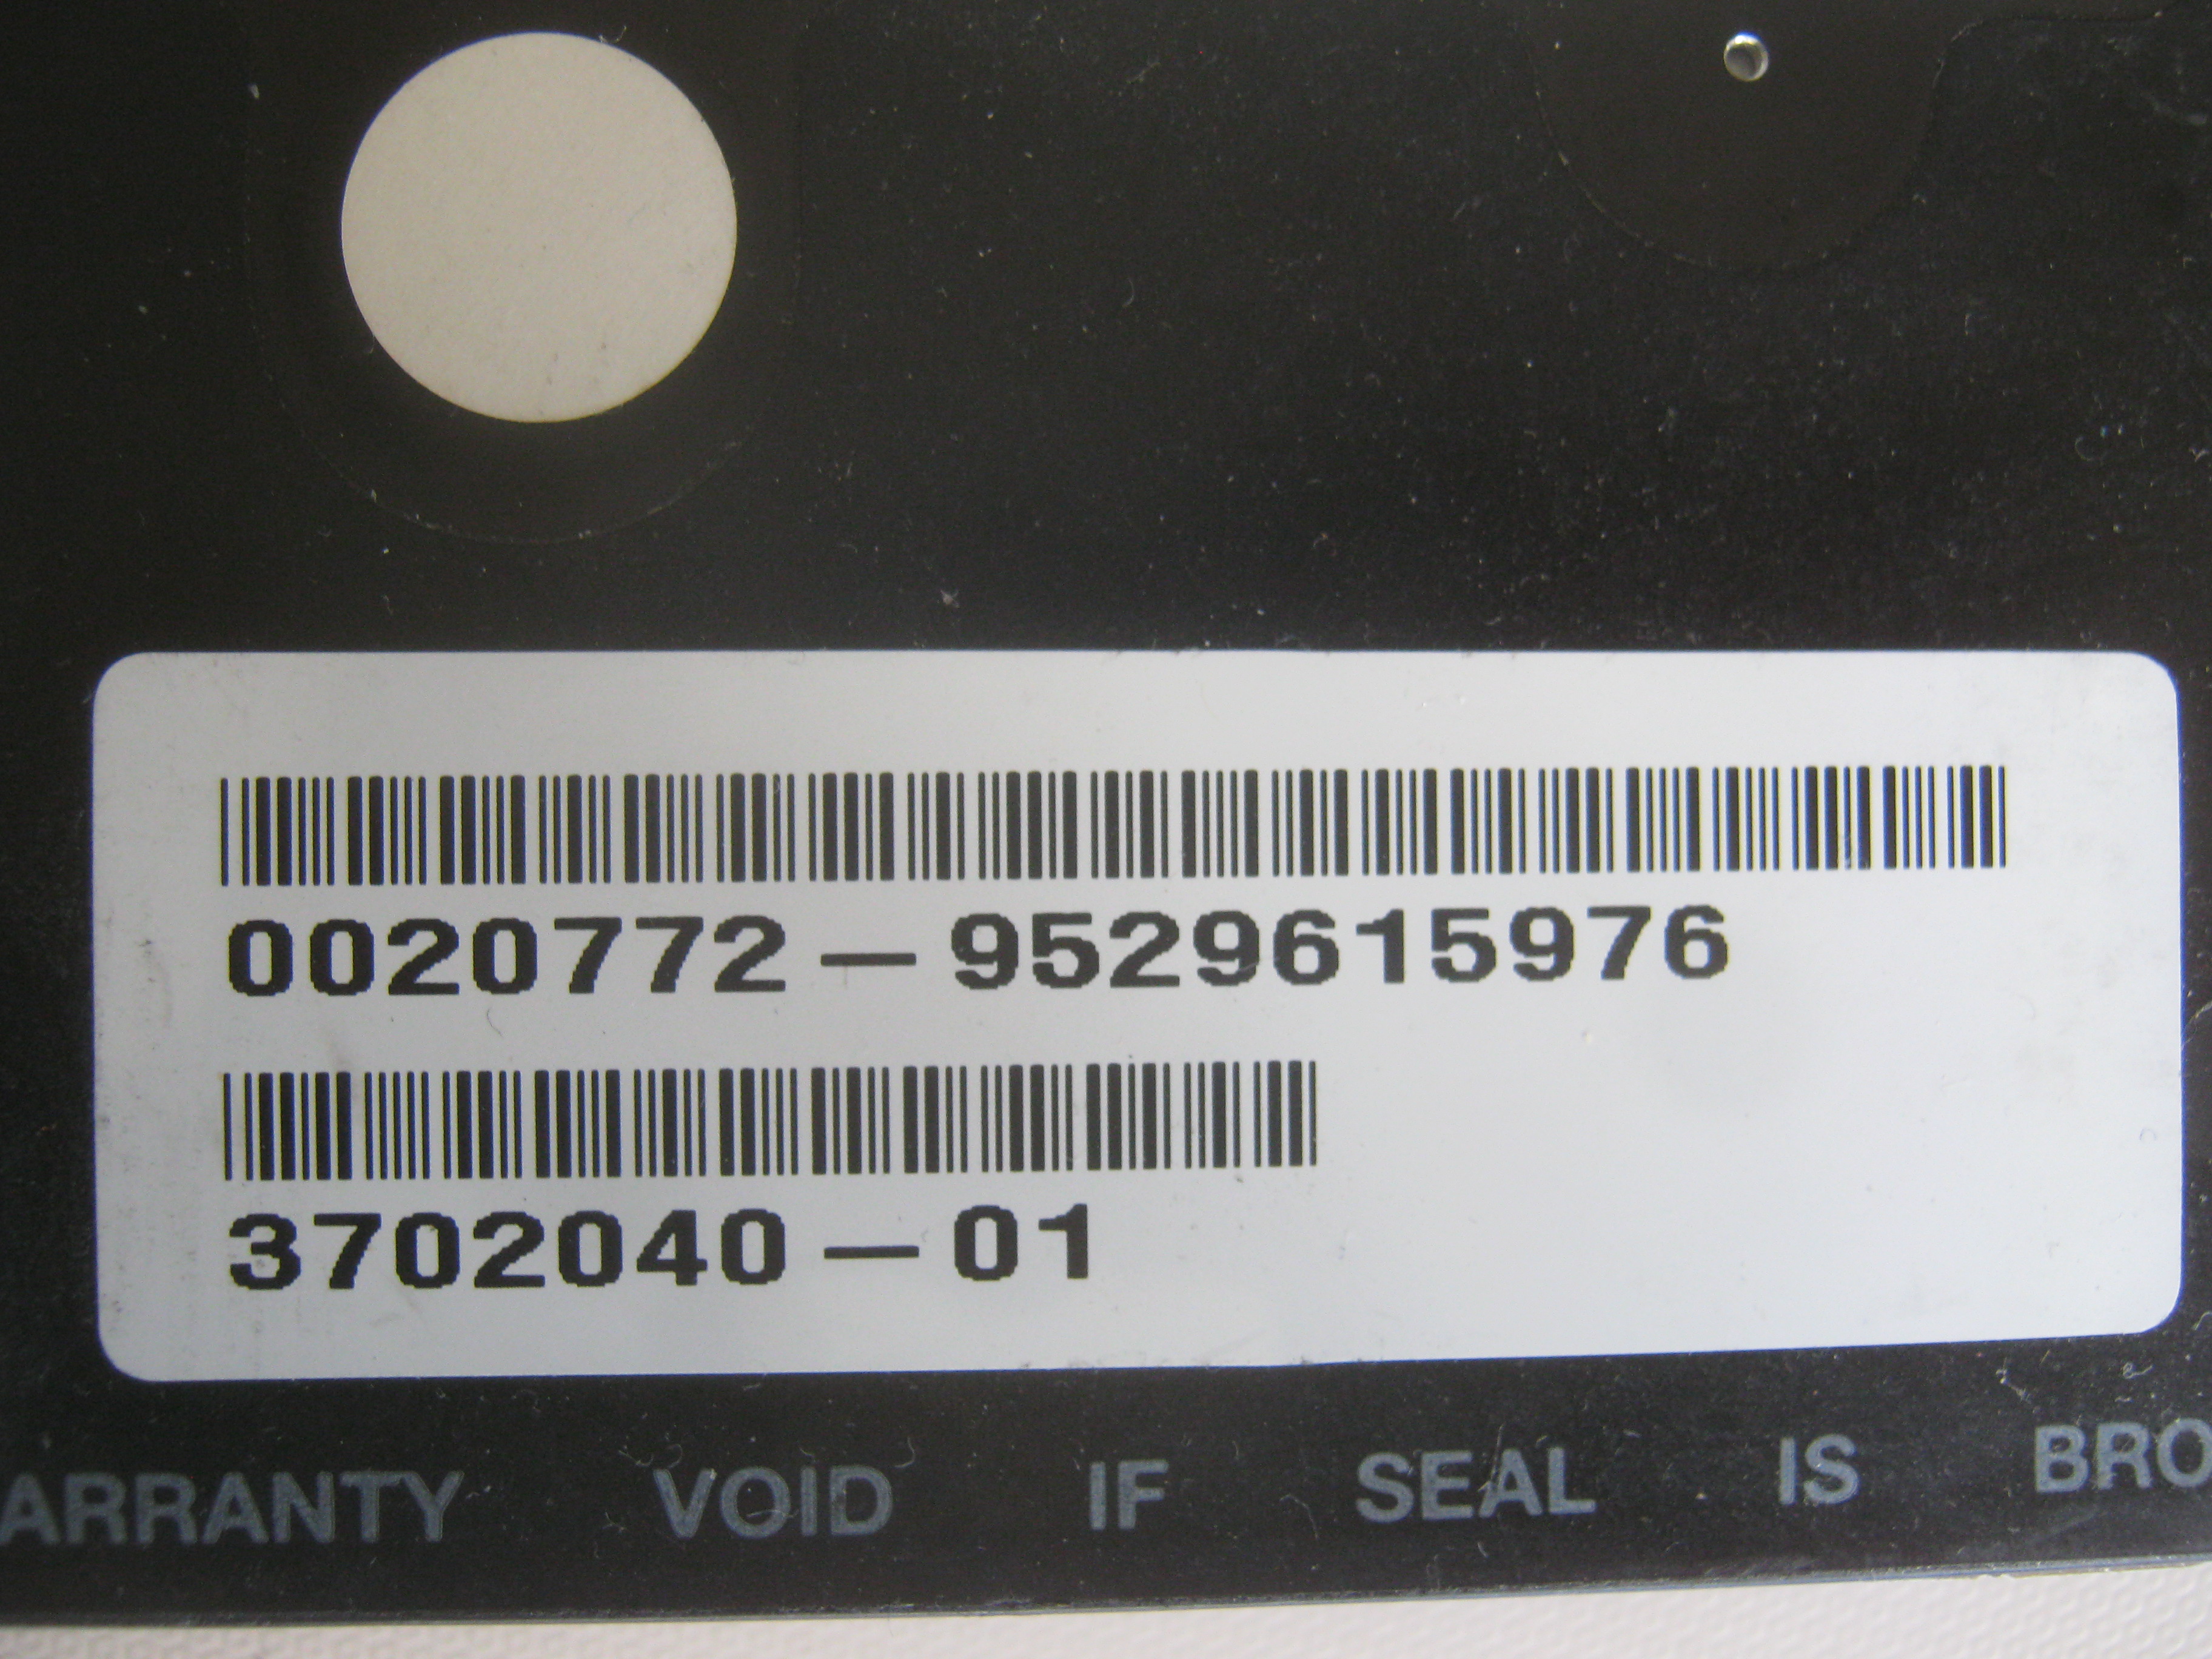 0020772-9529615976
3702040-01
ARRANTY VOID IF SEAL IS BRO